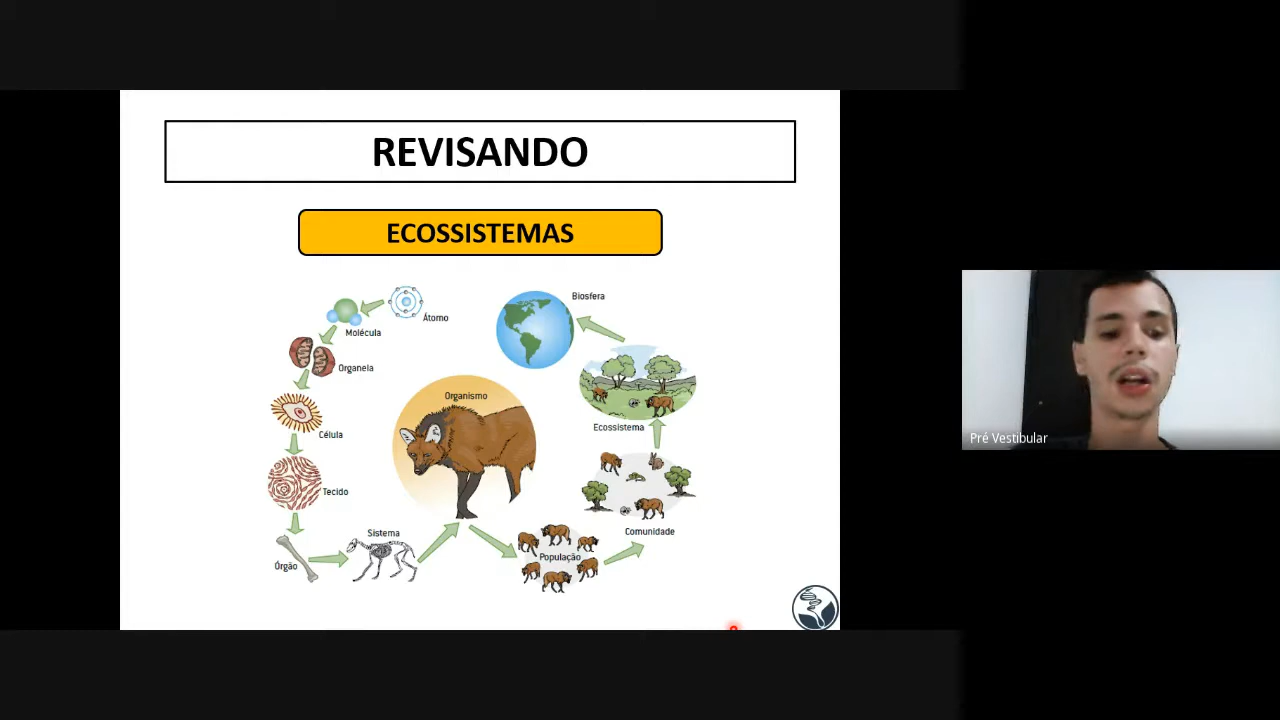 REVISANDO
ECOSSISTEMAS
Átomo
Molécula
Organela
Célula
Tecido
Órgão
Sistema
Organismo
População
Comunidade
Ecossistema
Biosfera
Pré Vestibular